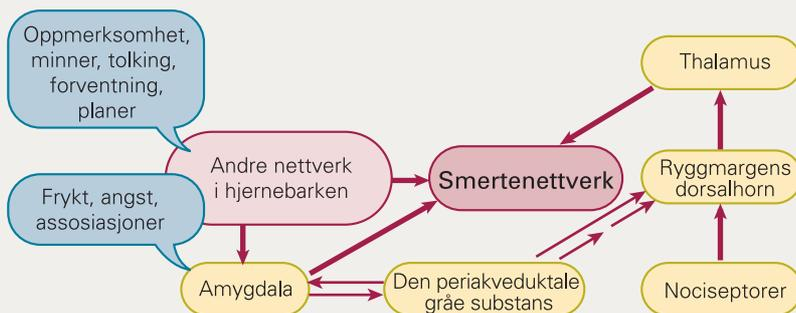 Oppmerksomhet,
minner, tolking,
forventning,
planer
Thalamus
Andre nettverk
i hjernebarken
Smertenettverk
Ryggmargens
dorsalhorn
Frykt, angst,
assosiasjoner
Amygdala
Den periakveduktale
gråe substans
Nociseptorer